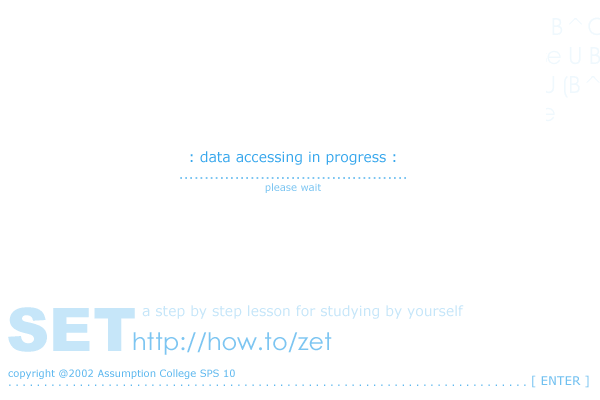 B ^ C
e U B
J (B ^
e
: data accessing in progress :
please wait
SET a step by step lesson for studying by yourself
http://how.to/zet
copyright @2002 Assumption College SPS 10
[ ENTER ]